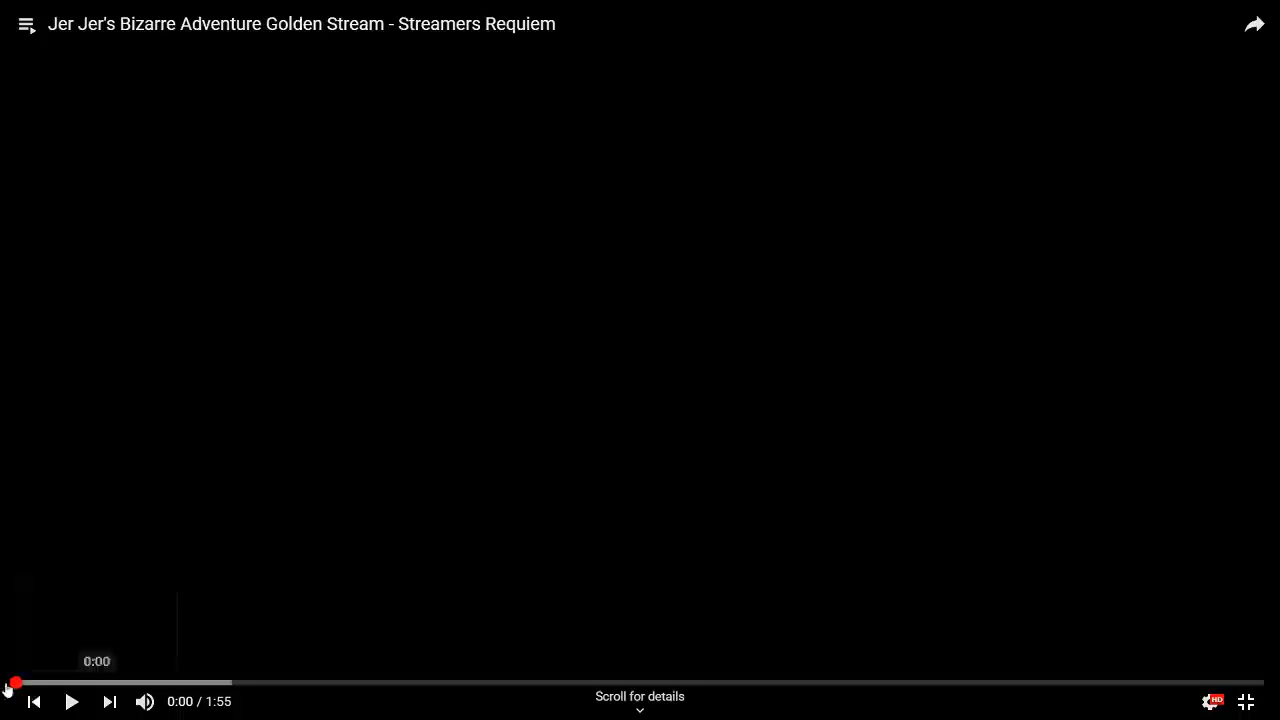 Jer Jer's Bizarre Adventure Golden Stream - Streamers Requiem
0:00
0:00 / 1:55
Scroll for details
HD